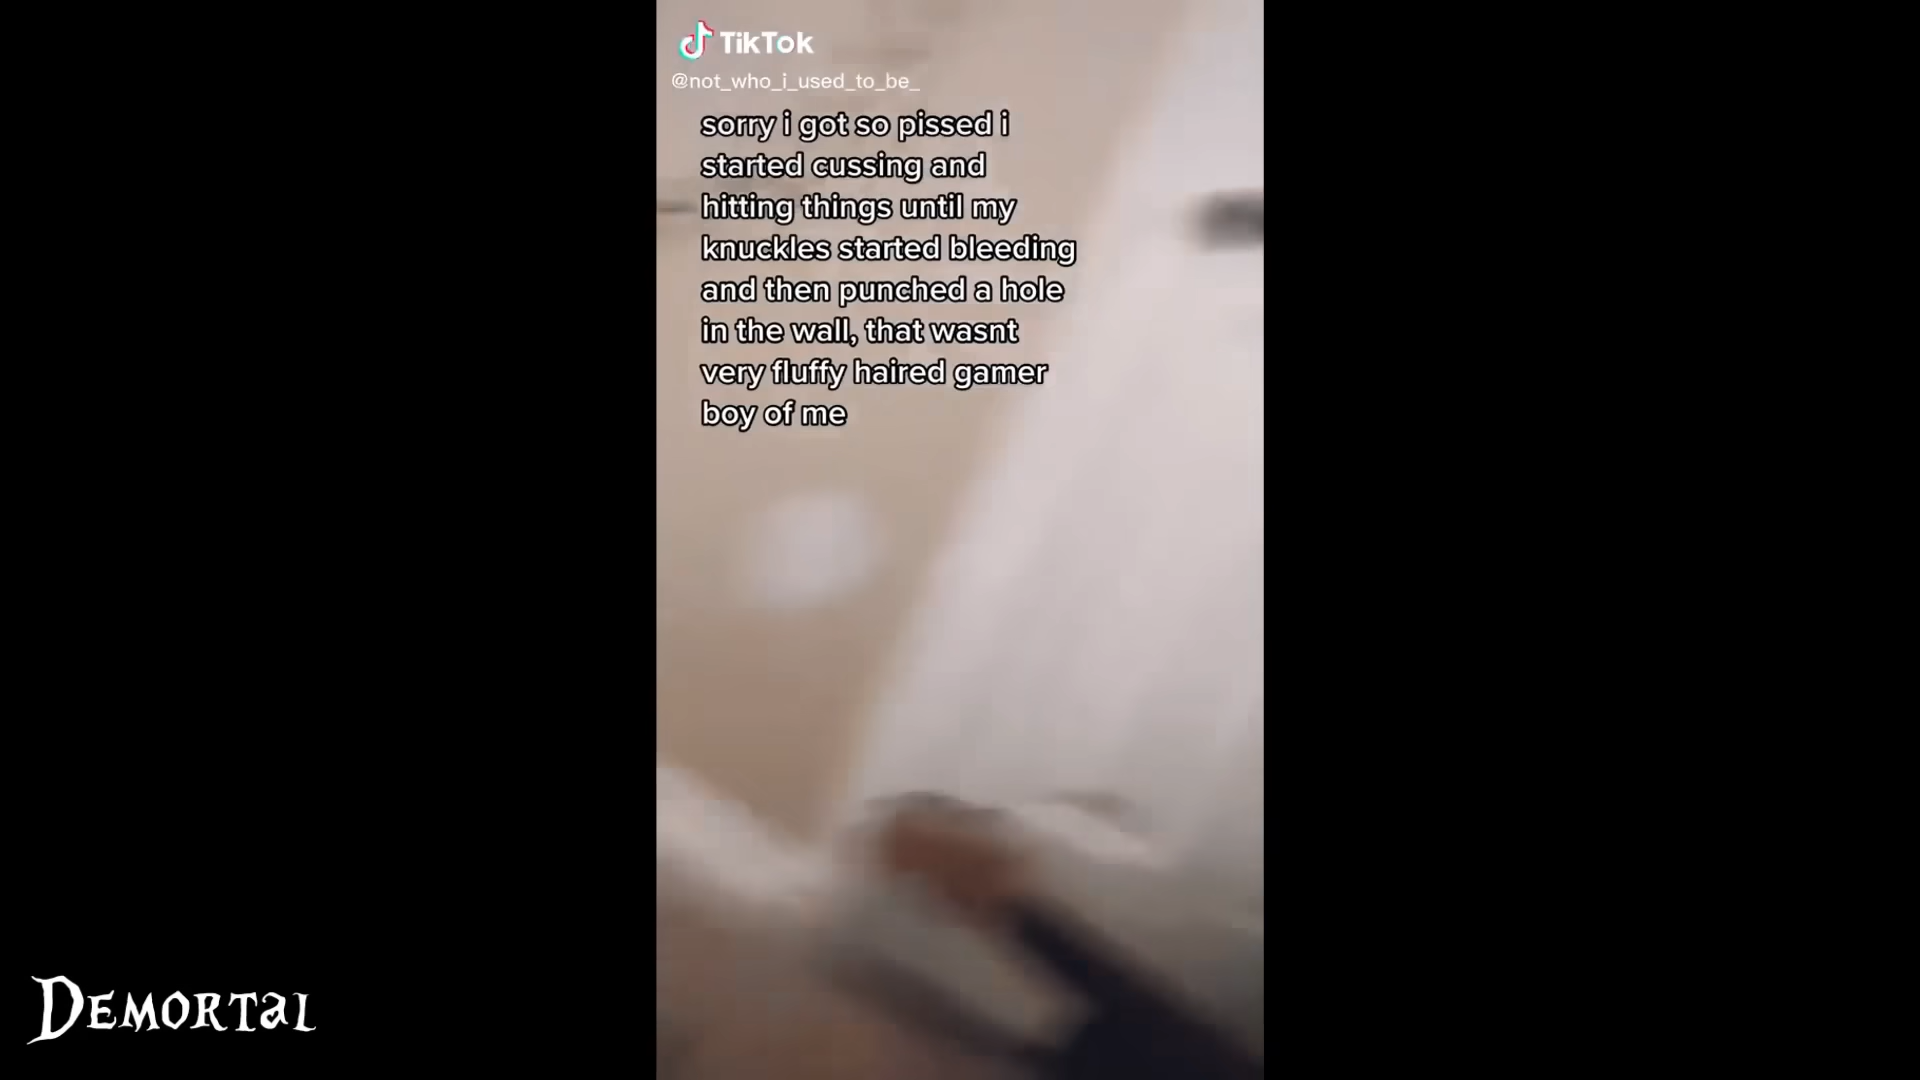 TikTok
@not_who_i_used_to_be_
sorry i got so pissed i
started cussing and
hitting things until my
knuckles started bleeding
and then punched a hole
in the wall, that wasnt
very fluffy haired gamer
boy of me
DEMORTAL